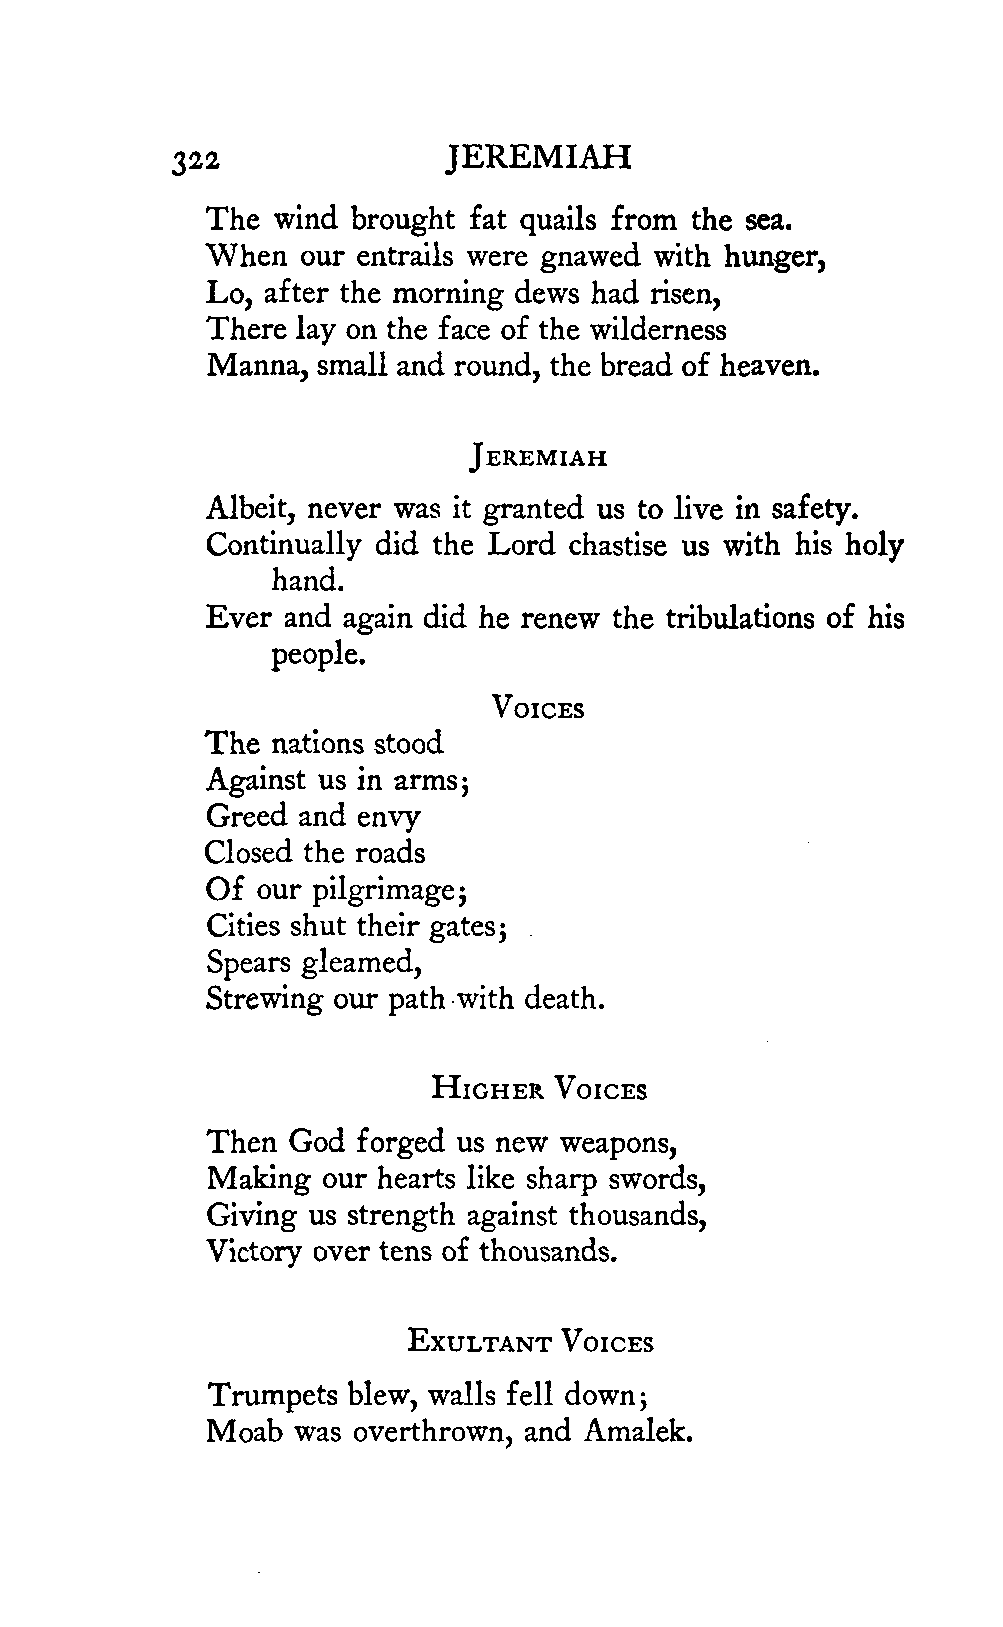 322 JEREMIAH
The wind brought fat quails from the sea.
When our entrails were gnawed with hunger,
Lo, after the morning dews had risen,
There lay on the face of the wilderness
Manna, small and round, the bread of heaven.
JEREMIAH
Albeit, never was it granted us to live in safety.
Continually did the Lord chastise us with his holy
hand.
Ever and again did he renew the tribulations of his
people.
VOICES
The nations stood
Against us in arms;
Greed and envy
Closed the roads
Of our pilgrimage;
Cities shut their gates;
Spears gleamed,
Strewing our path with death.
HIGHER VOICES
Then God forged us new weapons,
Making our hearts like sharp swords,
Giving us strength against thousands,
Victory over tens of thousands.
EXULTANT VOICES
Trumpets blew, walls fell down;
Moab was overthrown, and Amalek.